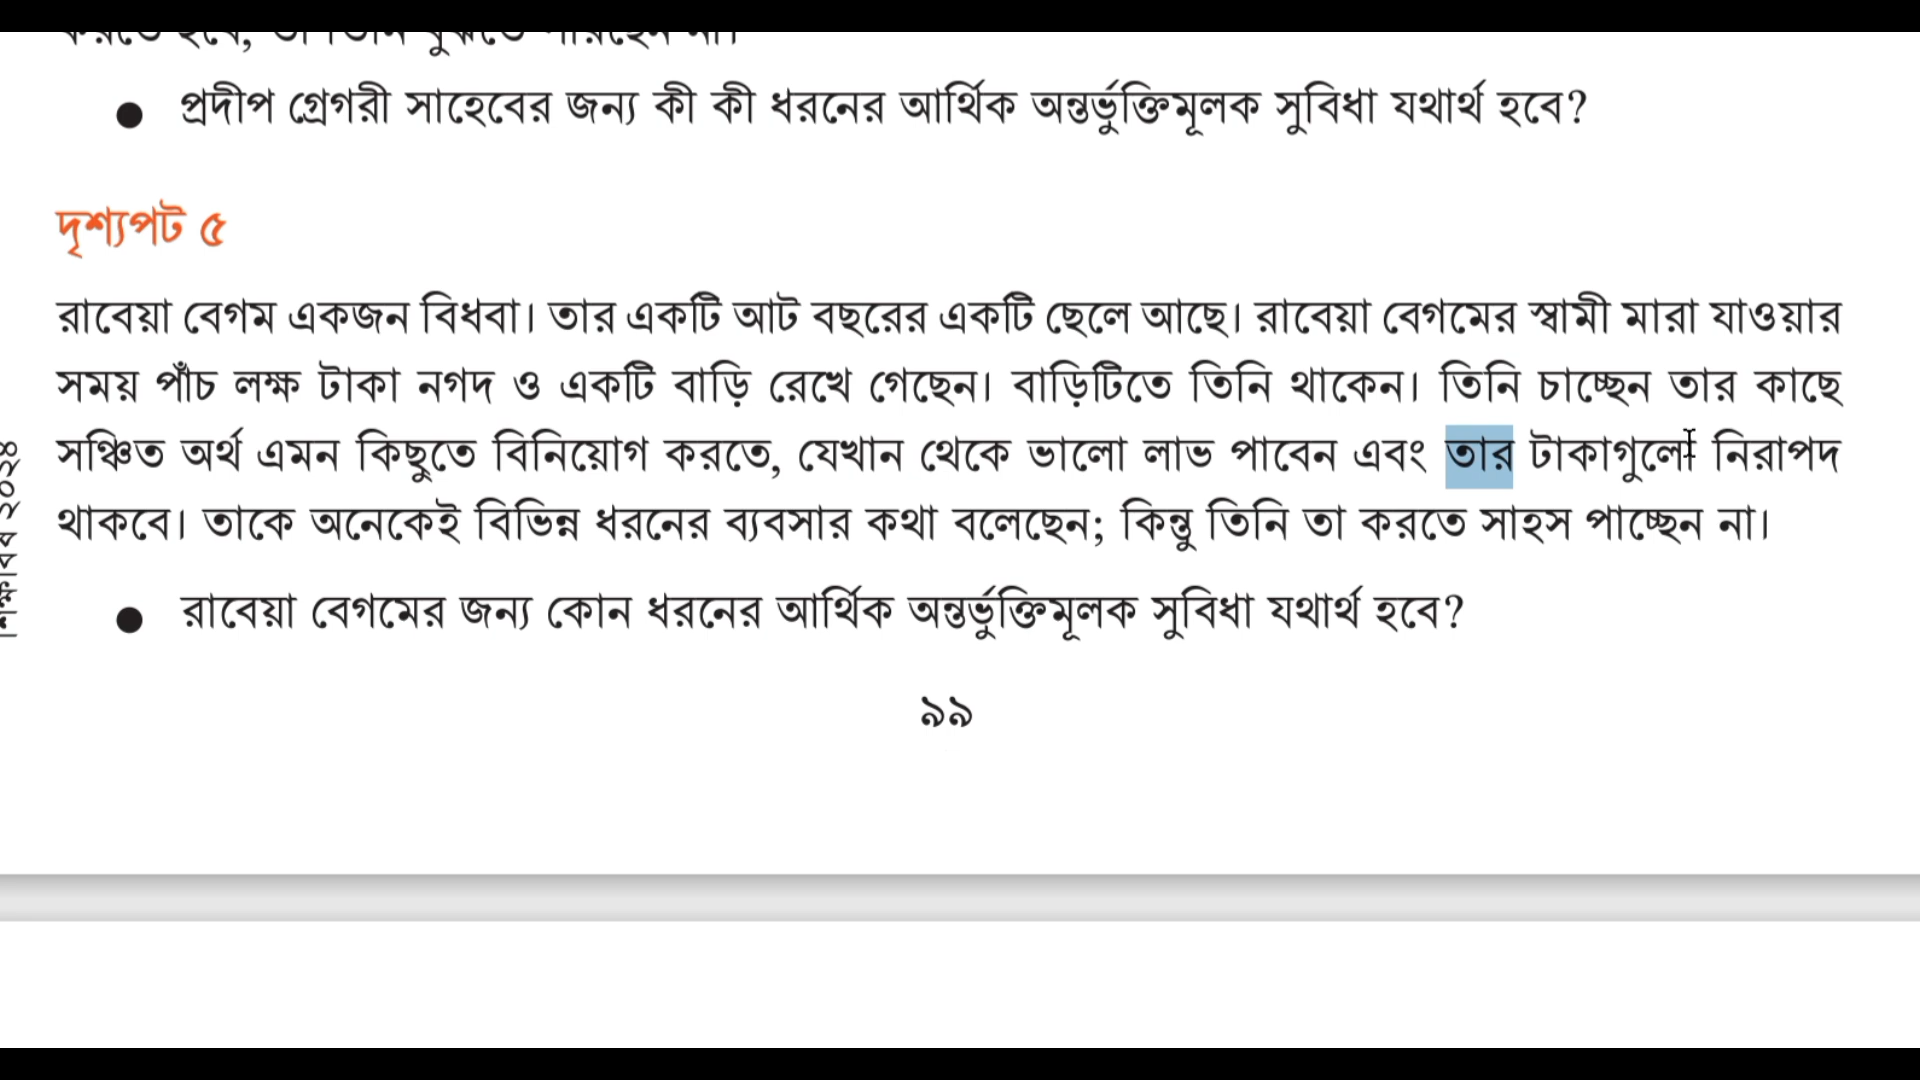 প্রদীপ গ্রেগরী সাহেবের জন্য কী কী ধরনের আর্থিক অন্তর্ভুক্তিমূলক সুবিধা যথার্থ হবে?
দৃশ্যপট ৫
রাবেয়া বেগম একজন বিধবা। তার একটি আট বছরের একটি ছেলে আছে। রাবেয়া বেগমের স্বামী মারা যাওয়ার
সময় পাঁচ লক্ষ টাকা নগদ ও একটি বাড়ি রেখে গেছেন। বাড়িটিতে তিনি থাকেন। তিনি চাচ্ছেন তার কাছে
সঞ্চিত অর্থ এমন কিছুতে বিনিয়োগ করতে, যেখান থেকে ভালো লাভ পাবেন এবং তার টাকাগুলো নিরাপদ
থাকবে। তাকে অনেকেই বিভিন্ন ধরনের ব্যবসার কথা বলেছেন; কিন্তু তিনি তা করতে সাহস পাচ্ছেন না।
রাবেয়া বেগমের জন্য কোন ধরনের আর্থিক অন্তর্ভুক্তিমূলক সুবিধা যথার্থ হবে?
৯৯